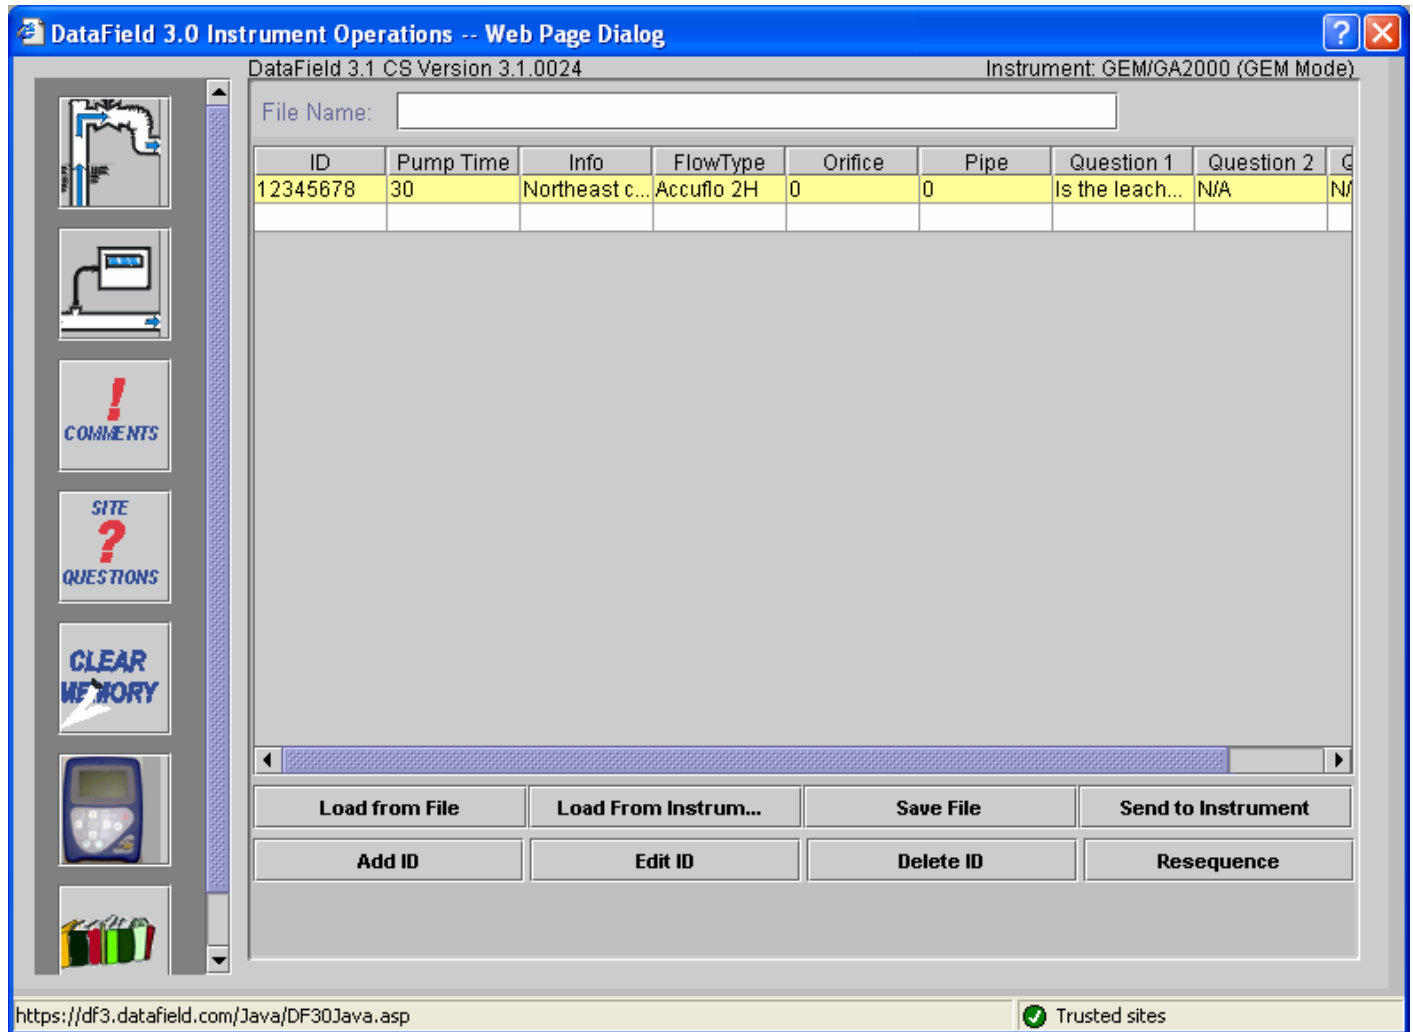 DataField 3.0 Instrument Operations -- Web Page Dialog
DataField 3.1 CS Version 3.1.0024 Instrument: GEM/GA2000 (GEM Mode)
File Name:
ID Pump Time Info FlowType Orifice Pipe Question 1 Question 2
12345678 30 Northeast c... Accuflo 2H 0 0 Is the leach... N/A
COMMENTS
SITE
?
QUESTIONS
CLEAR
MEMORY
Load from File Load From Instrum... Save File Send to Instrument
Add ID Edit ID Delete ID Resequence
https://df3.datafield.com/Java/DF30Java.asp Trusted sites